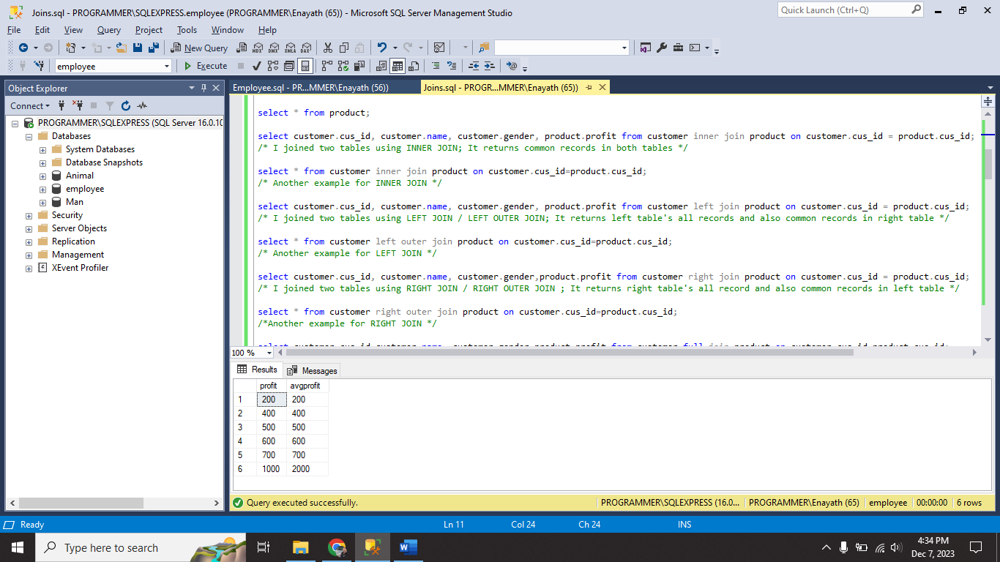 Joins.sql - PROGRAMMER\SQLEXPRESS.employee (PROGRAMMER\Enayath (65)) - Microsoft SQL Server Management Studio
Quick Launch (Ctrl+Q)
File Edit View Query Project Tools Window Help
New Query MDX DMX XMLA DAX
employee Execute
Object Explorer
Connect
PROGRAMMER\SQLEXPRESS (SQL Server 16.0.10
Databases
System Databases
Database Snapshots
Animal
employee
Man
Security
Server Objects
Replication
Management
XEvent Profiler
Employee.sql - PR...MMER\Enayath (56))
Joins.sql - PROGR...MMER\Enayath (65))
select * from product;
select customer.cus_id, customer.name, customer.gender, product.profit from customer inner join product on customer.cus_id = product.cus_id;
/* I joined two tables using INNER JOIN; It returns common records in both tables */
select * from customer inner join product on customer.cus_id=product.cus_id;
/* Another example for INNER JOIN */
select customer.cus_id, customer.name, customer.gender, product.profit from customer left join product on customer.cus_id = product.cus_id;
/* I joined two tables using LEFT JOIN / LEFT OUTER JOIN; It returns left table's all records and also common records in right table */
select * from customer left outer join product on customer.cus_id=product.cus_id;
/* Another example for LEFT JOIN */
select customer.cus_id, customer.name, customer.gender,product.profit from customer right join product on customer.cus_id = product.cus_id;
/* I joined two tables using RIGHT JOIN / RIGHT OUTER JOIN ; It returns right table's all record and also common records in left table */
select * from customer right outer join product on customer.cus_id=product.cus_id;
/*Another example for RIGHT JOIN */
100 %
Results Messages
profit avgprofit
1 200 200
2 400 400
3 500 500
4 600 600
5 700 700
6 1000 2000
Query executed successfully. PROGRAMMER\SQLEXPRESS (16.0... PROGRAMMER\Enayath (65) employee 00:00:00 6 rows
Ready Ln 11 Col 24 Ch 24 INS
Type here to search
4:34 PM
Dec 7, 2023